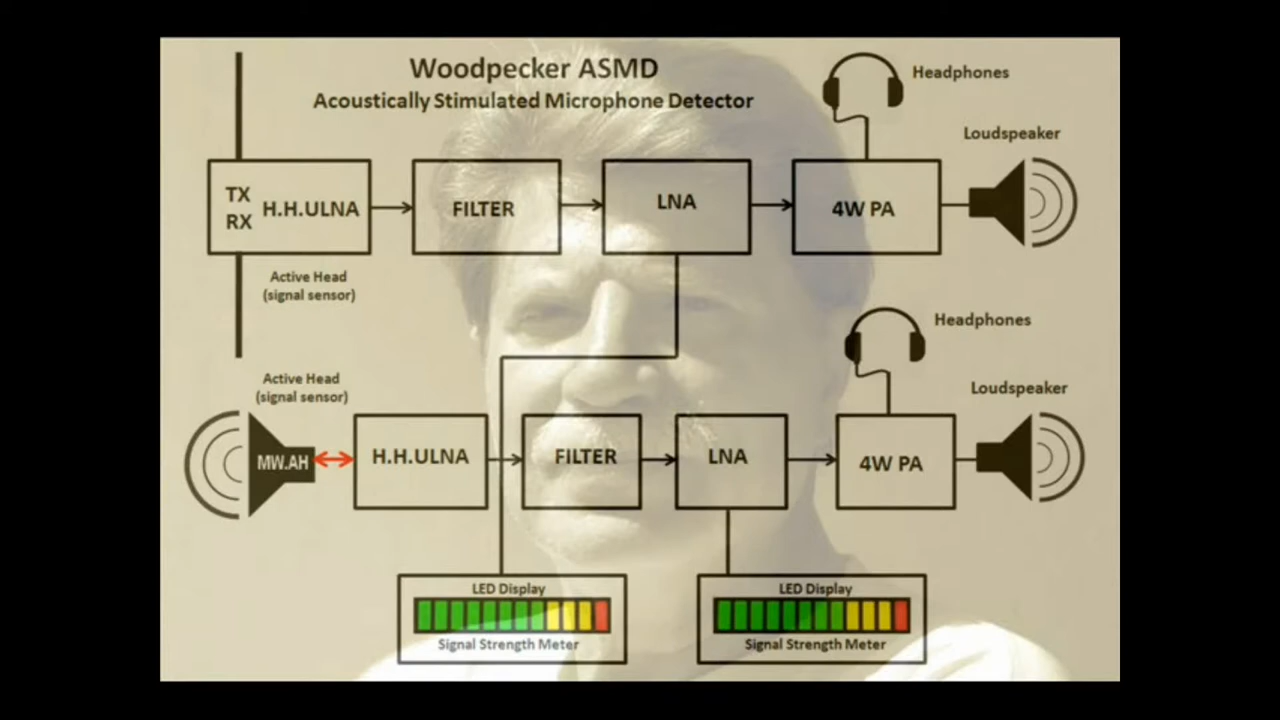 Woodpecker ASMD
Acoustically Stimulated Microphone Detector
Headphones
Loudspeaker
TX
RX
H.H.ULNA
FILTER
LNA
4W PA
Active Head
(signal sensor)
Headphones
Active Head
(signal sensor)
Loudspeaker
MW.AH
H.H.ULNA
FILTER
LNA
4W PA
LED Display
Signal Strength Meter
LED Display
Signal Strength Meter